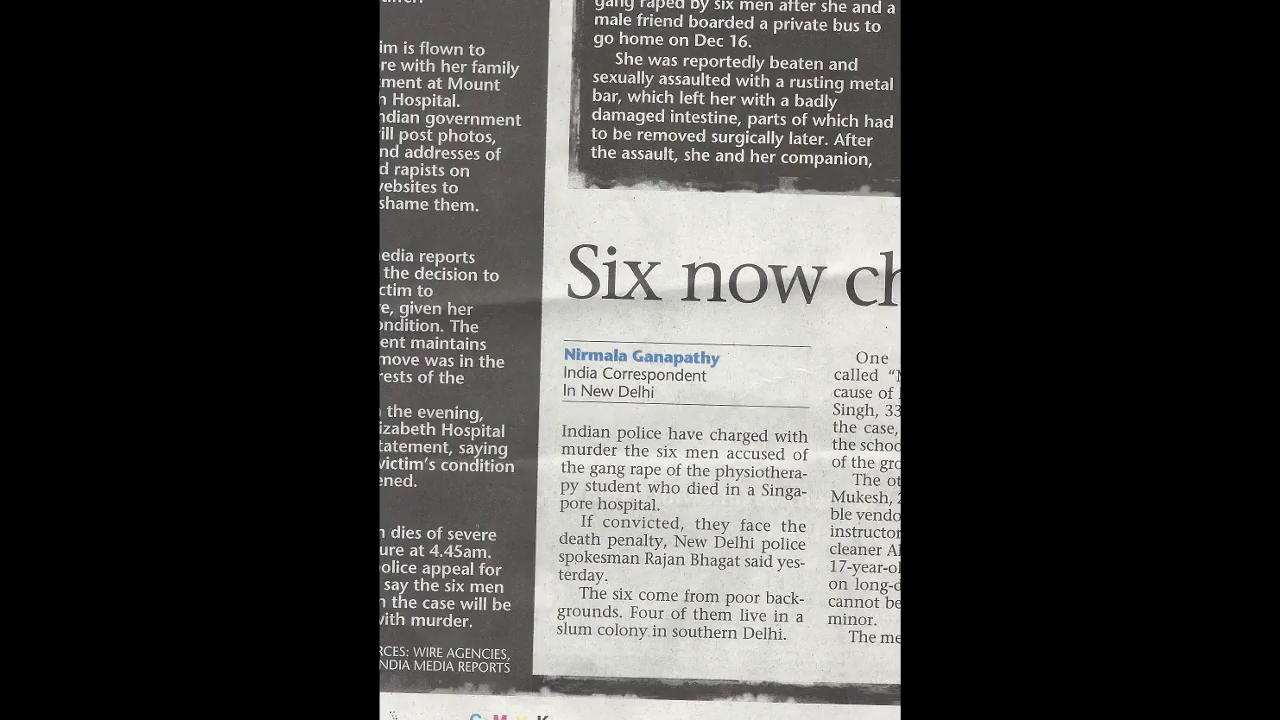 im is flown to
re with her family
ment at Mount
Hospital.
ndian government
ill post photos,
nd addresses of
d rapists on
ebsites to
shame them.
edia reports
the decision to
ctim to
e, given her
ondition. The
ent maintains
move was in the
rests of the
the evening,
izabeth Hospital
tatement, saying
victim's condition
ened.
dies of severe
ure at 4.45am.
olice appeal for
say the six men
n the case will be
with murder.
RCES: WIRE AGENCIES,
NDIA MEDIA REPORTS
gang raped by six men after she and a
male friend boarded a private bus to
go home on Dec 16.
She was reportedly beaten and
sexually assaulted with a rusting metal
bar, which left her with a badly
damaged intestine, parts of which had
to be removed surgically later. After
the assault, she and her companion,
Six now ch
Nirmala Ganapathy
India Correspondent
In New Delhi
Indian police have charged with
murder the six men accused of
the gang rape of the physiothera-
py student who died in a Singa-
pore hospital.
If convicted, they face the
death penalty, New Delhi police
spokesman Rajan Bhagat said yes-
terday.
The six come from poor back-
grounds. Four of them live in a
slum colony in southern Delhi.
One
called “M
cause of
Singh, 33
the case,
the schoo
of the gro
The ot
Mukesh, 2
ble vendo
instructor
cleaner A
17-year-ol
on long-d
cannot be
minor.
The me
C M Y K